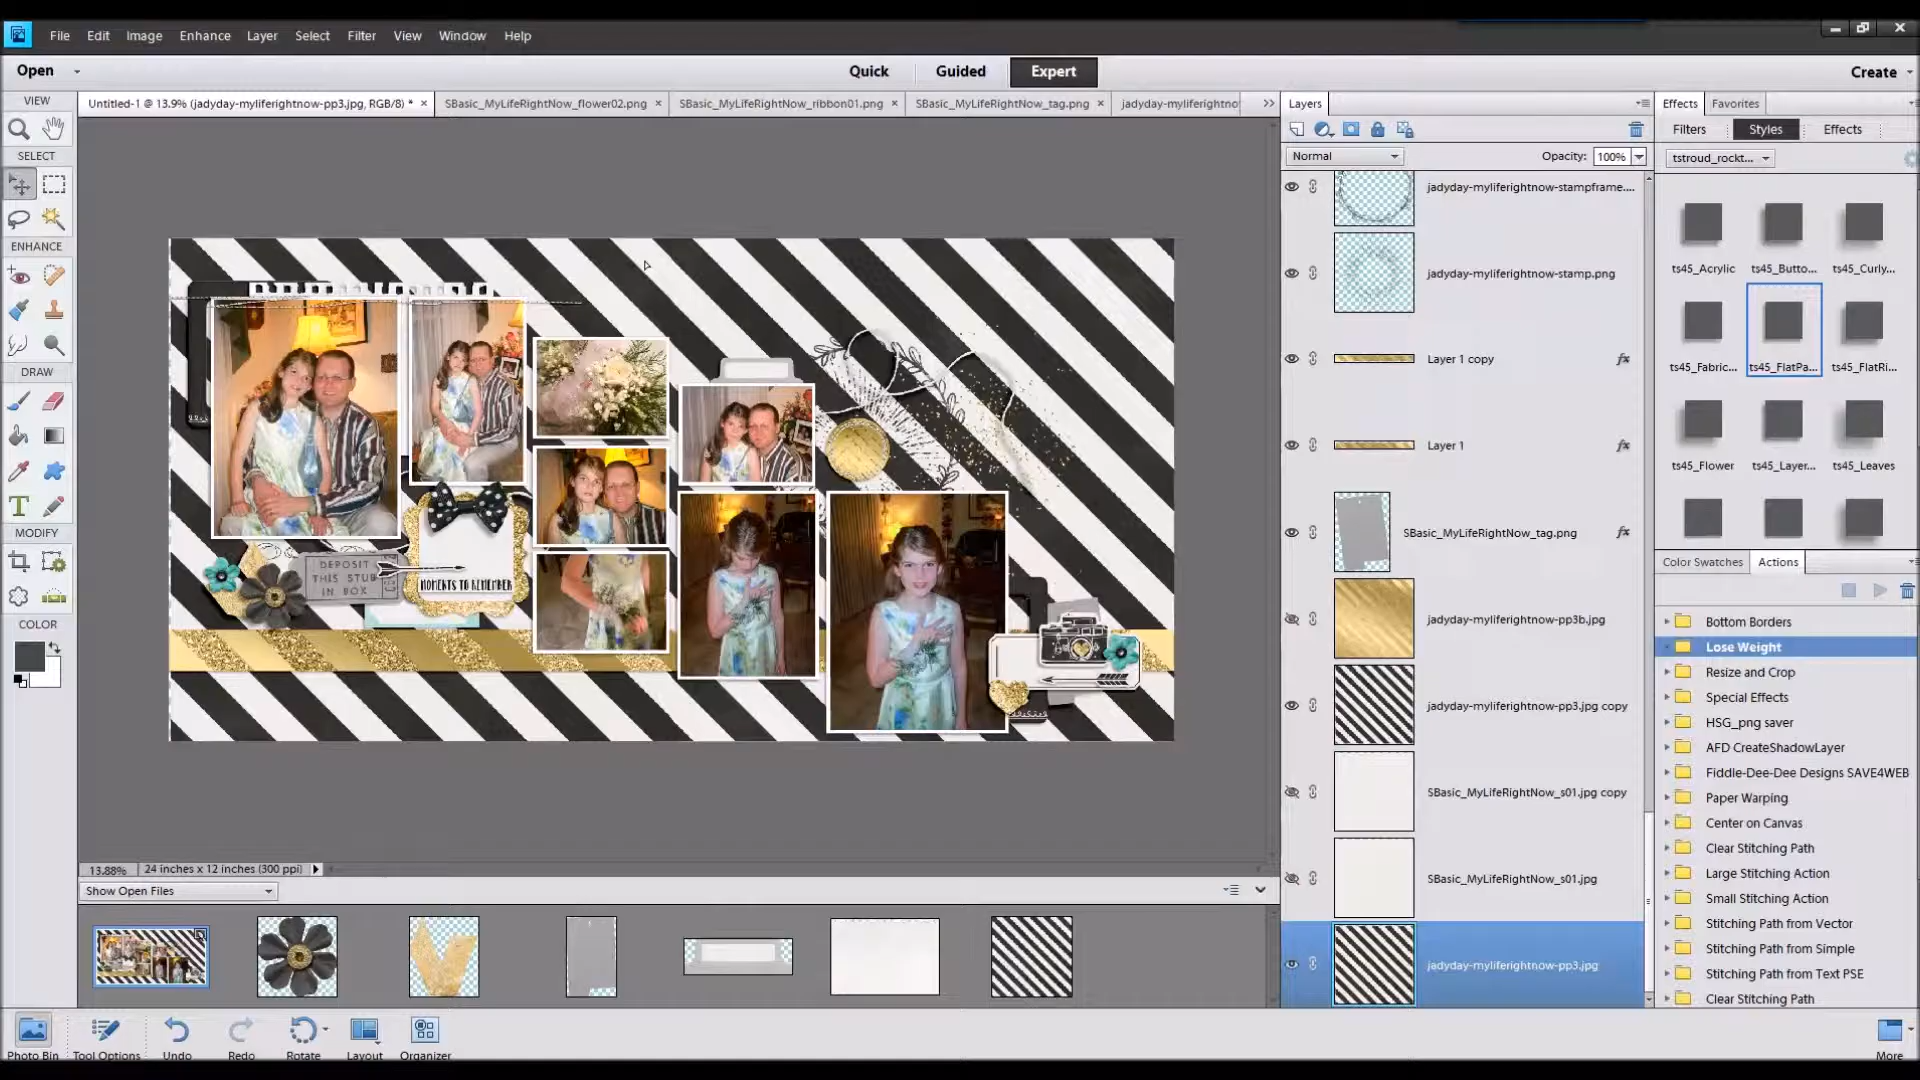 File Edit Image Enhance Layer Select Filter View Window Help
Open Quick Guided Expert Create
VIEW
SELECT
ENHANCE
DRAW
MODIFY
COLOR
Untitled-1 @ 13.9% (jadyday-myliferightnow-pp3.jpg, RGB/8) * × SBasic_MyLifeRightNow_flower02.png × SBasic_MyLifeRightNow_ribbon01.png × SBasic_MyLifeRightNow_tag.png × jadyday-myliferightno
DEPOSIT
THIS STUB
IN BOX
MOMENTS TO REMEMBER
13.88% 24 inches x 12 inches (300 ppi)
Show Open Files
Photo Bin Tool Options Undo Redo Rotate Layout Organizer More
Layers
Normal Opacity: 100%
jadyday-myliferightnow-stampframe....
jadyday-myliferightnow-stamp.png
Layer 1 copy fx
Layer 1 fx
SBasic_MyLifeRightNow_tag.png fx
jadyday-myliferightnow-pp3b.jpg
jadyday-myliferightnow-pp3.jpg copy
SBasic_MyLifeRightNow_s01.jpg copy
SBasic_MyLifeRightNow_s01.jpg
jadyday-myliferightnow-pp3.jpg
Effects Favorites
Filters Styles Effects
tstroud_rockt...
ts45_Acrylic ts45_Butto... ts45_Curly...
ts45_Fabric... ts45_FlatPa... ts45_FlatRi...
ts45_Flower ts45_Layer... ts45_Leaves
Color Swatches Actions
Bottom Borders
Lose Weight
Resize and Crop
Special Effects
HSG_png saver
AFD CreateShadowLayer
Fiddle-Dee-Dee Designs SAVE4WEB
Paper Warping
Center on Canvas
Clear Stitching Path
Large Stitching Action
Small Stitching Action
Stitching Path from Vector
Stitching Path from Simple
Stitching Path from Text PSE
Clear Stitching Path